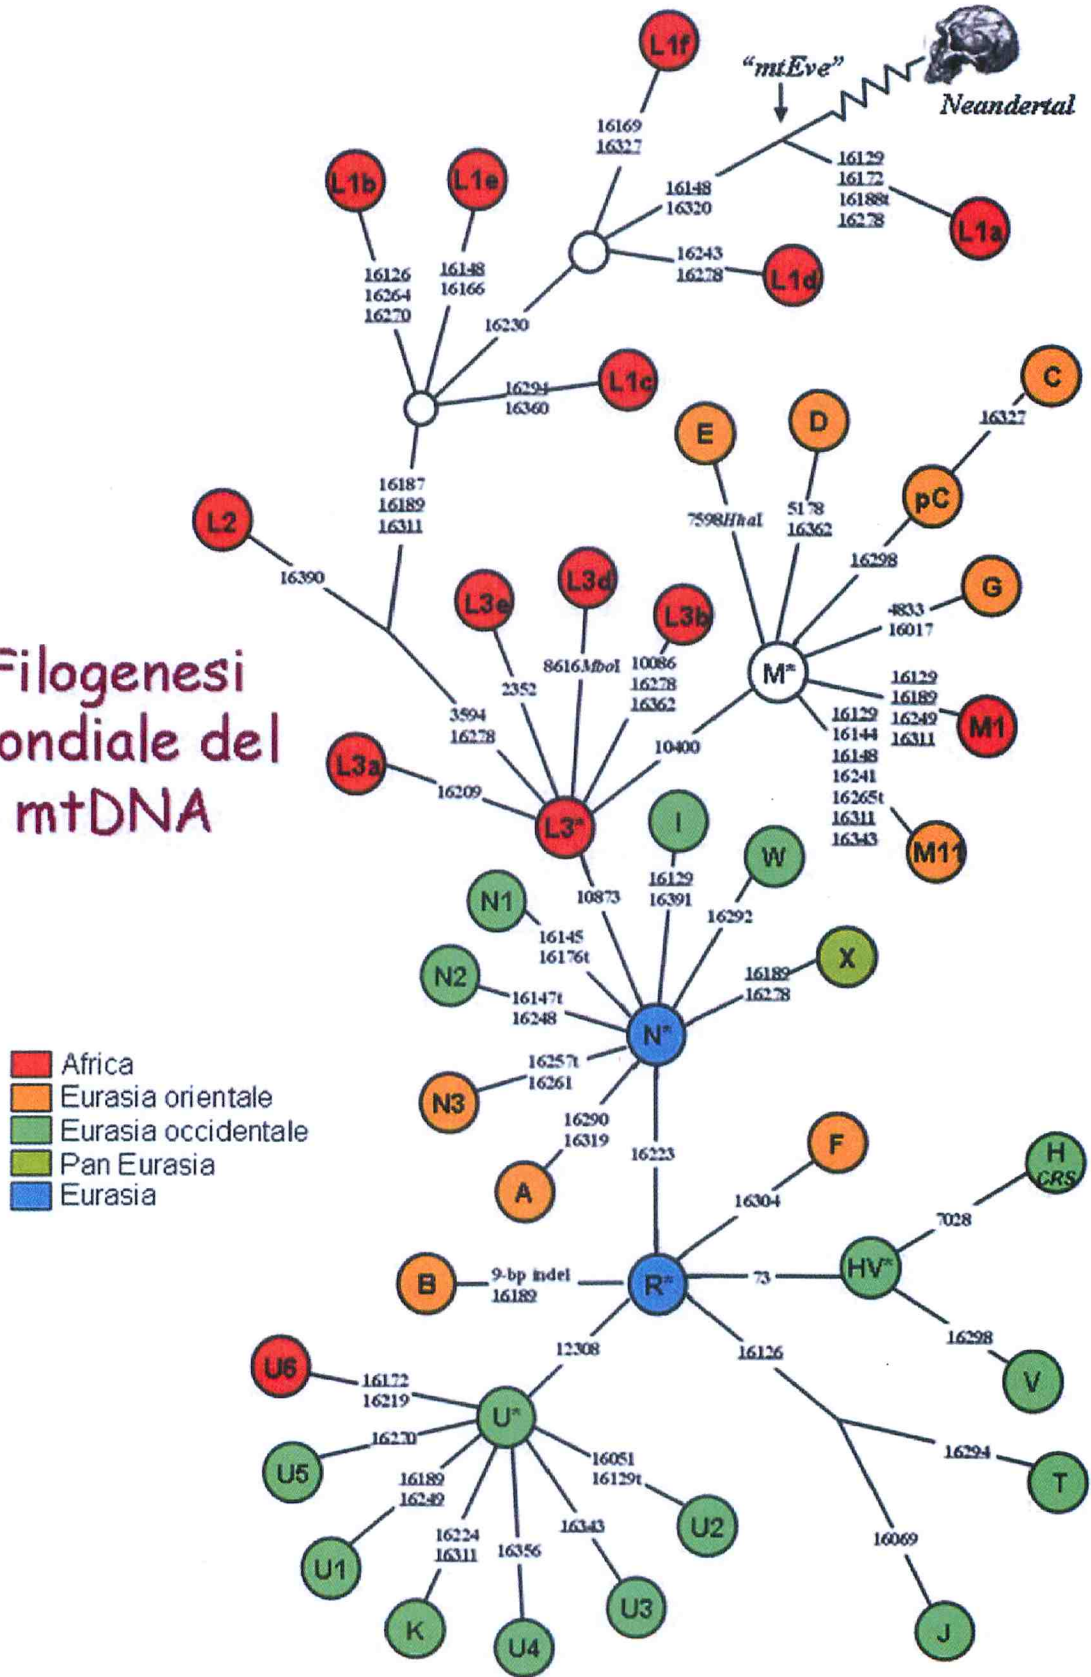 L1f
"mtEve"
Neandertal
16169
16327
16129
16172
16188t
16278
L1b
L1e
16148
16320
L1a
16126
16264
16270
16148
16166
16243
16278
L1d
16230
16294
16360
L1c
C
16327
E
D
pC
16187
16189
16311
7598HhaI
5178
16362
16298
L2
16390
L3e
L3d
L3b
G
4833
16017
2352
8616MboI
10086
16278
16362
M*
16129
16189
16249
16311
M1
16129
16144
16148
16241
16265t
16311
16343
M11
Filogenesi
ondiale del
mtDNA
3594
16278
10400
L3a
16209
L3*
I
W
10873
16129
16391
16292
N1
16145
16176t
X
16189
16278
N2
16147t
16248
N*
16257t
16261
N3
16290
16319
A
16223
Africa
Eurasia orientale
Eurasia occidentale
Pan Eurasia
Eurasia
F
16304
H
CRS
7028
HV*
73
B
9-bp indel
16189
R*
16298
V
12308
16126
U6
16172
16219
U*
16270
U5
16051
16129t
16294
T
16189
16249
U2
16224
16311
16356
16343
16069
U1
K
U4
U3
J